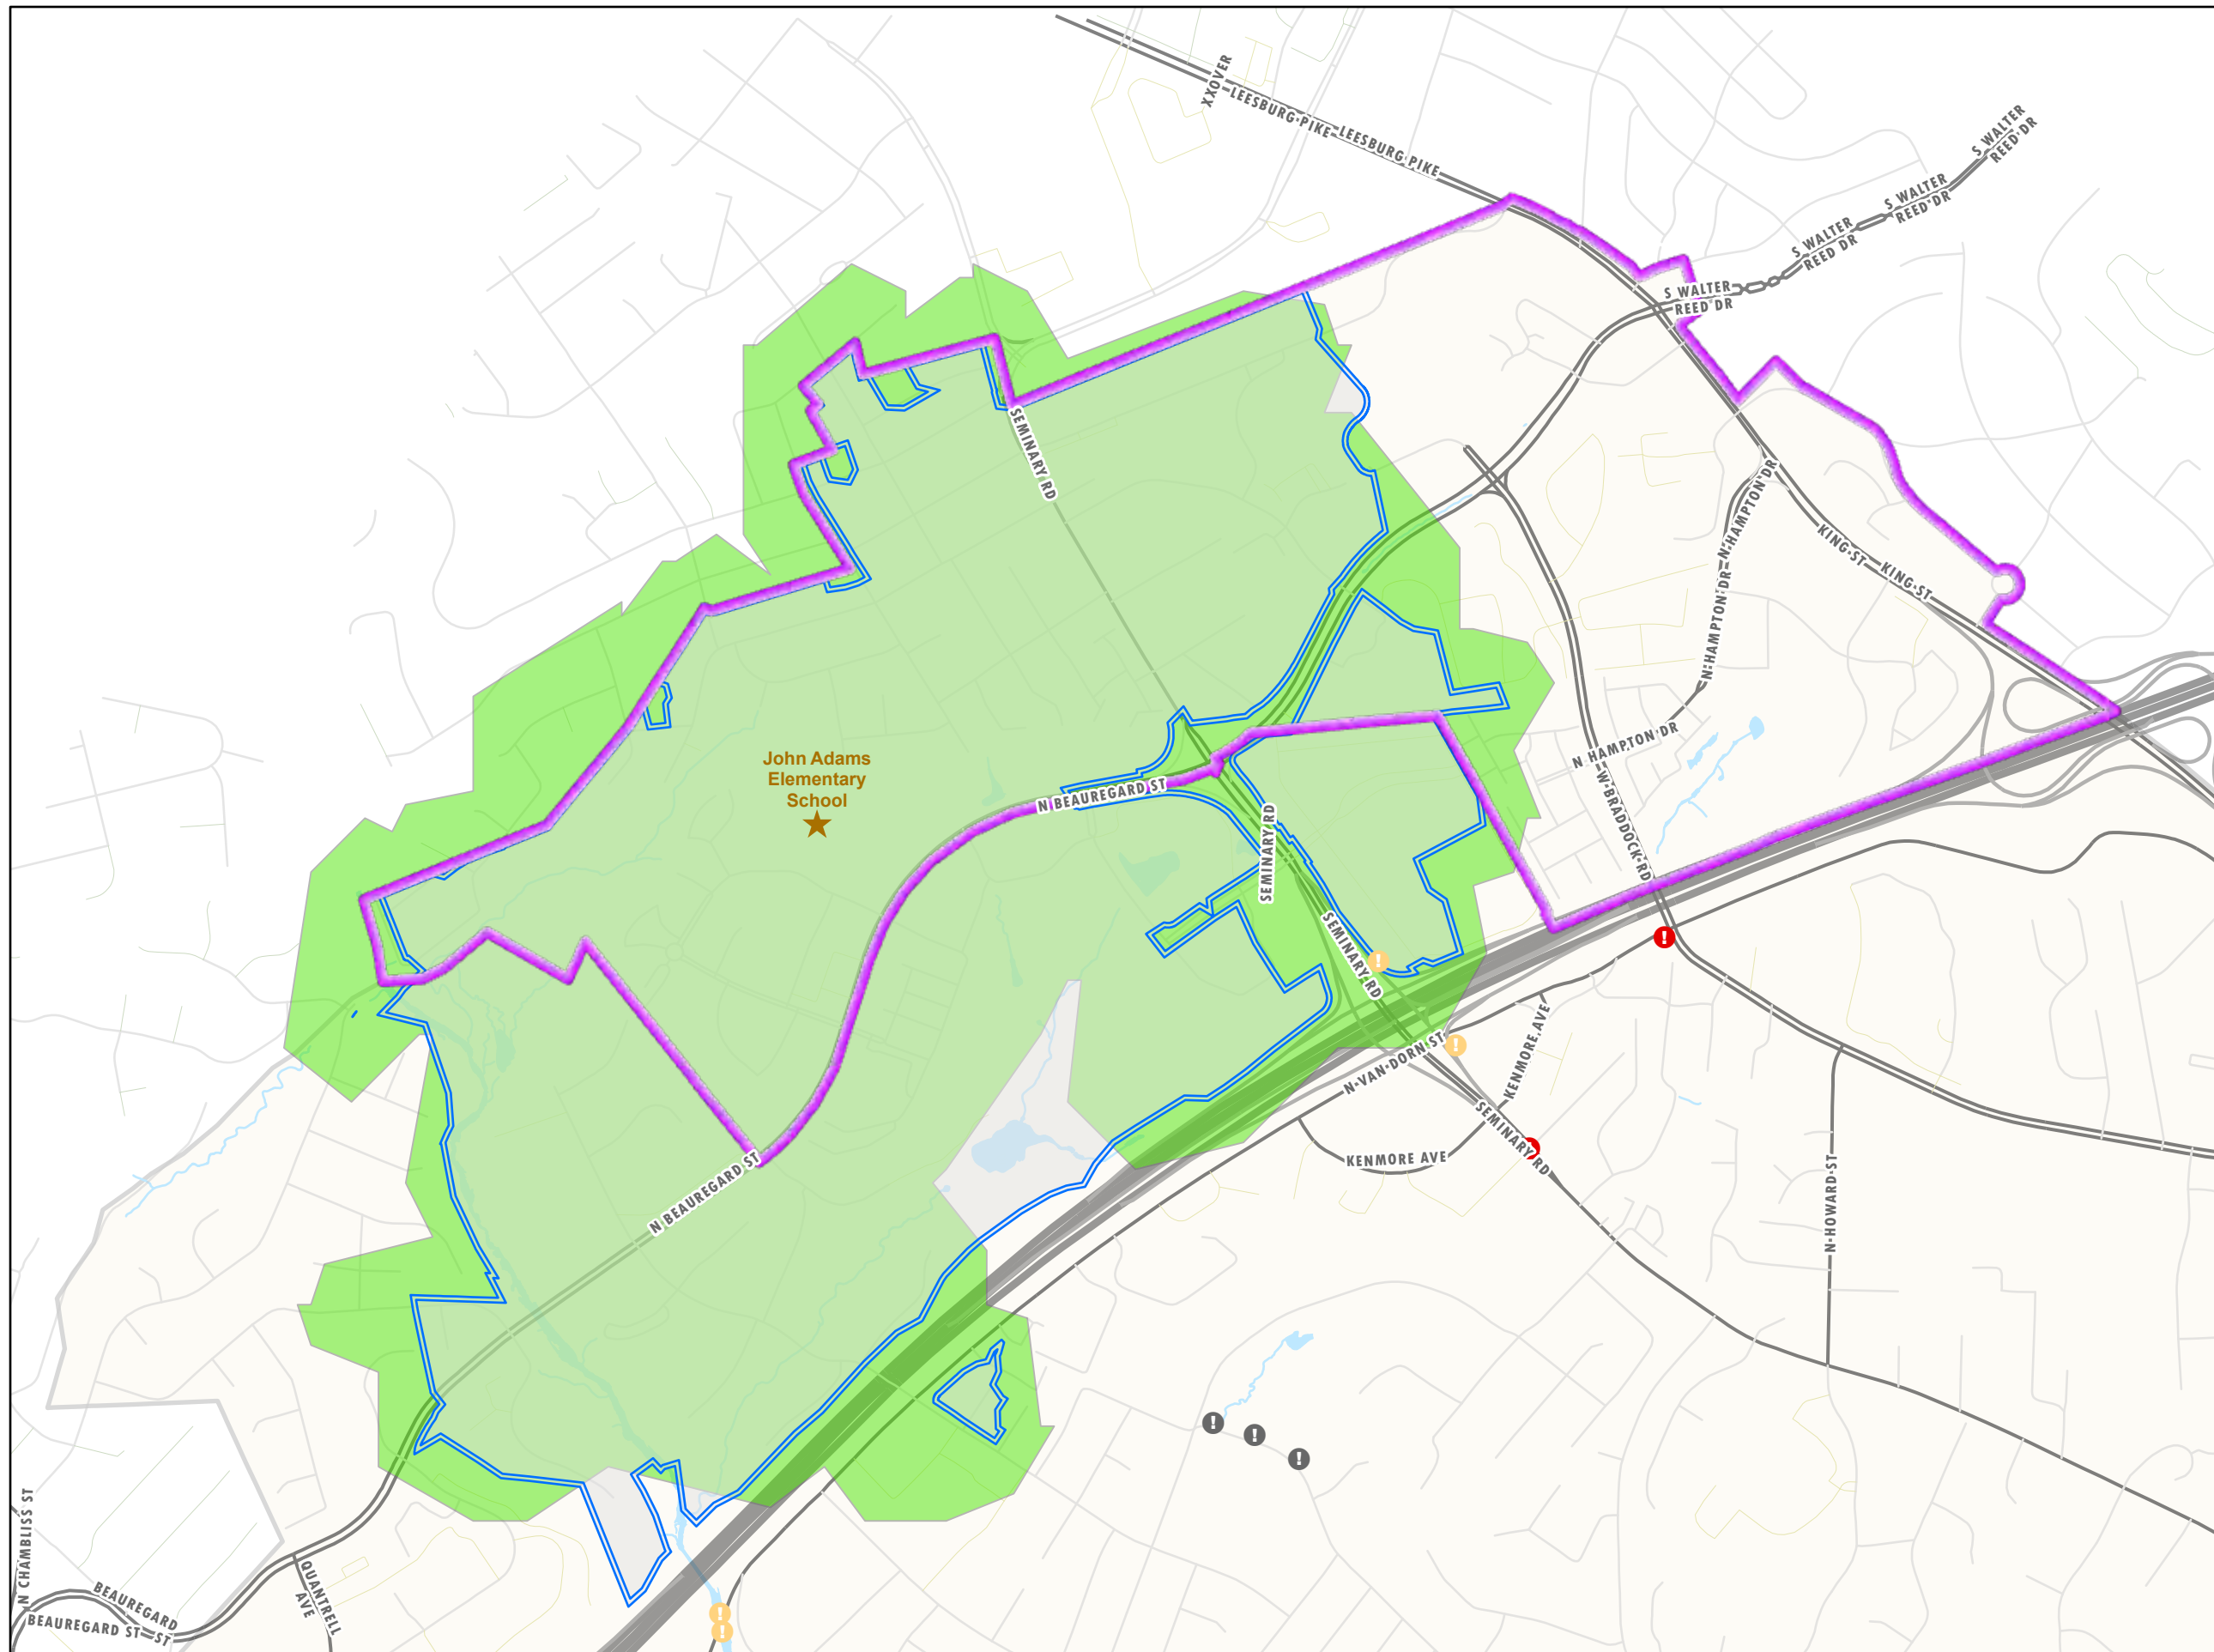 XXOVER
LEESBURG PIKE
LEESBURG PIKE
S WALTER
REED DR
S WALTER
REED DR
S WALTER
REED DR
S WALTER
REED DR
SEMINARY RD
N HAMPTON DR
N HAMPTON DR
KING ST
KING ST
N HAMPTON DR
W BRADDOCK RD
John Adams
Elementary
School
N BEAUREGARD ST
SEMINARY RD
SEMINARY RD
N VAN DORN ST
KENMORE AVE
SEMINARY RD
KENMORE AVE
N HOWARD ST
N BEAUREGARD ST
N CHAMBLISS ST
QUANTRELL
AVE
BEAUREGARD
ST
BEAUREGARD ST
!
!
!
!
!
!
!
!
!